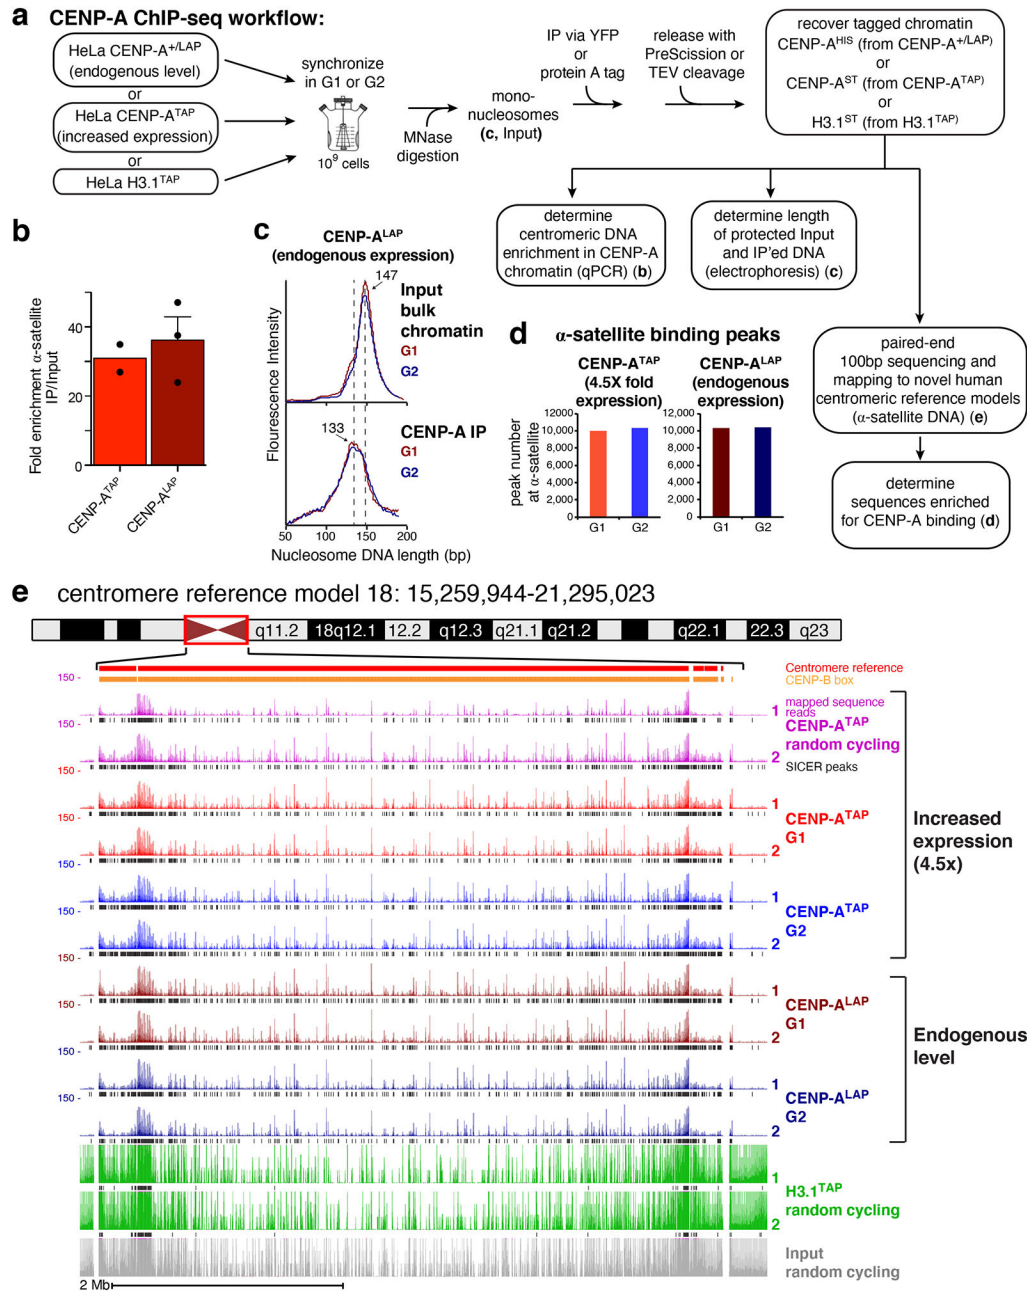 a CENP-A ChIP-seq workflow:
HeLa CENP-A+/LAP
(endogenous level)
or
HeLa CENP-ATAP
(increased expression)
or
HeLa H3.1TAP
synchronize
in G1 or G2
10⁹ cells
MNase
digestion
mono-
nucleosomes
(c, Input)
IP via YFP
or
protein A tag
release with
PreScission or
TEV cleavage
recover tagged chromatin
CENP-AHIS (from CENP-A+/LAP)
or
CENP-AST (from CENP-ATAP)
or
H3.1ST (from H3.1TAP)
determine
centromeric DNA
enrichment in CENP-A
chromatin (qPCR) (b)
determine length
of protected Input
and IP'ed DNA
(electrophoresis) (c)
paired-end
100bp sequencing and
mapping to novel human
centromeric reference models
(α-satellite DNA) (e)
determine
sequences enriched
for CENP-A binding (d)
b
Fold enrichment α-satellite
IP/Input
40
20
0
CENP-ATAP
CENP-ALAP
c
CENP-ALAP
(endogenous expression)
147
Input
bulk
chromatin
G1
G2
133
CENP-A IP
G1
G2
Flourescence Intensity
50 100 150 200
Nucleosome DNA length (bp)
d α-satellite binding peaks
CENP-ATAP
(4.5X fold
expression)
CENP-ALAP
(endogenous
expression)
peak number
at α-satellite
12000
10,000
8,000
6,000
4,000
2,000
0
G1 G2
12,000
10,000
8,000
6,000
4,000
2,000
0
G1 G2
e centromere reference model 18: 15,259,944-21,295,023
q11.2 18q12.1 12.2 q12.3 q21.1 q21.2 q22.1 22.3 q23
Centromere reference
150 - CENP-B box
1 mapped sequence
reads
150 - CENP-ATAP
random cycling
2
SICER peaks
150 -
1
150 - CENP-ATAP
G1
2
150 -
1
150 - CENP-ATAP
G2
2
150 -
1
150 - CENP-ALAP
G1
2
150 -
1
150 - CENP-ALAP
G2
2
Increased
expression
(4.5x)
Endogenous
level
1
H3.1TAP
random cycling
2
Input
random cycling
2 Mb